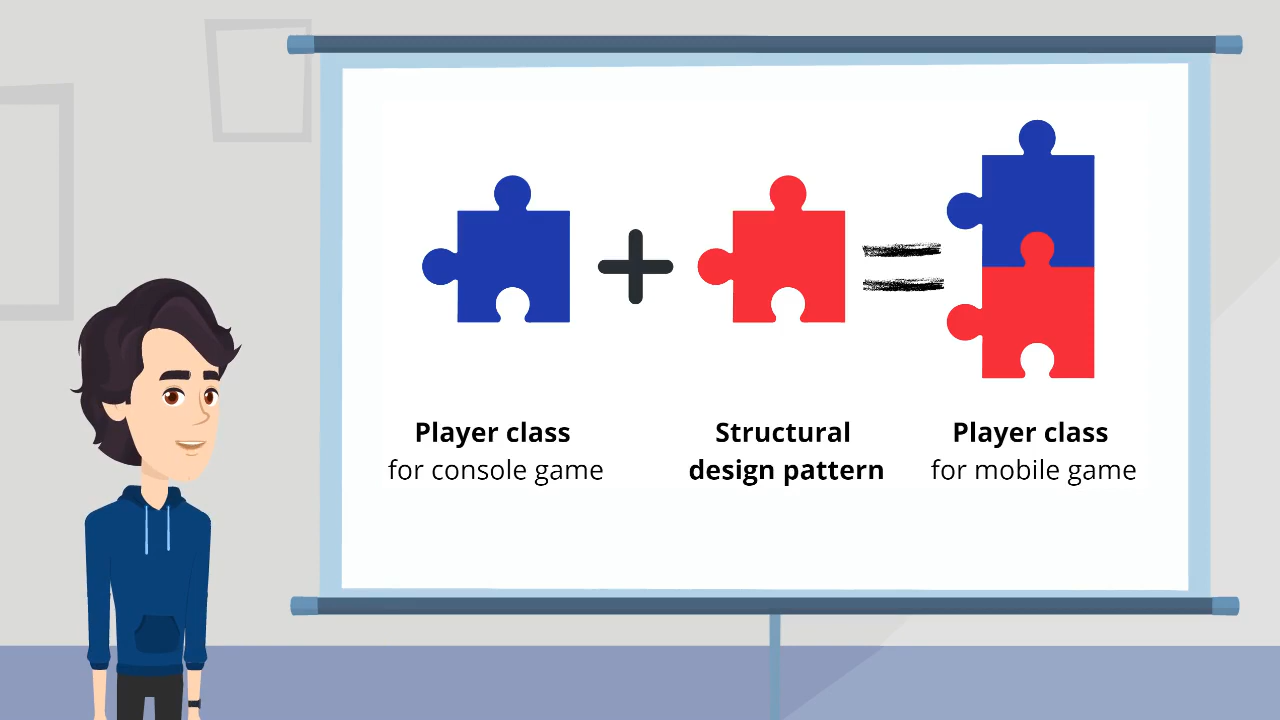 Player class
for console game
Structural
design pattern
Player class
for mobile game